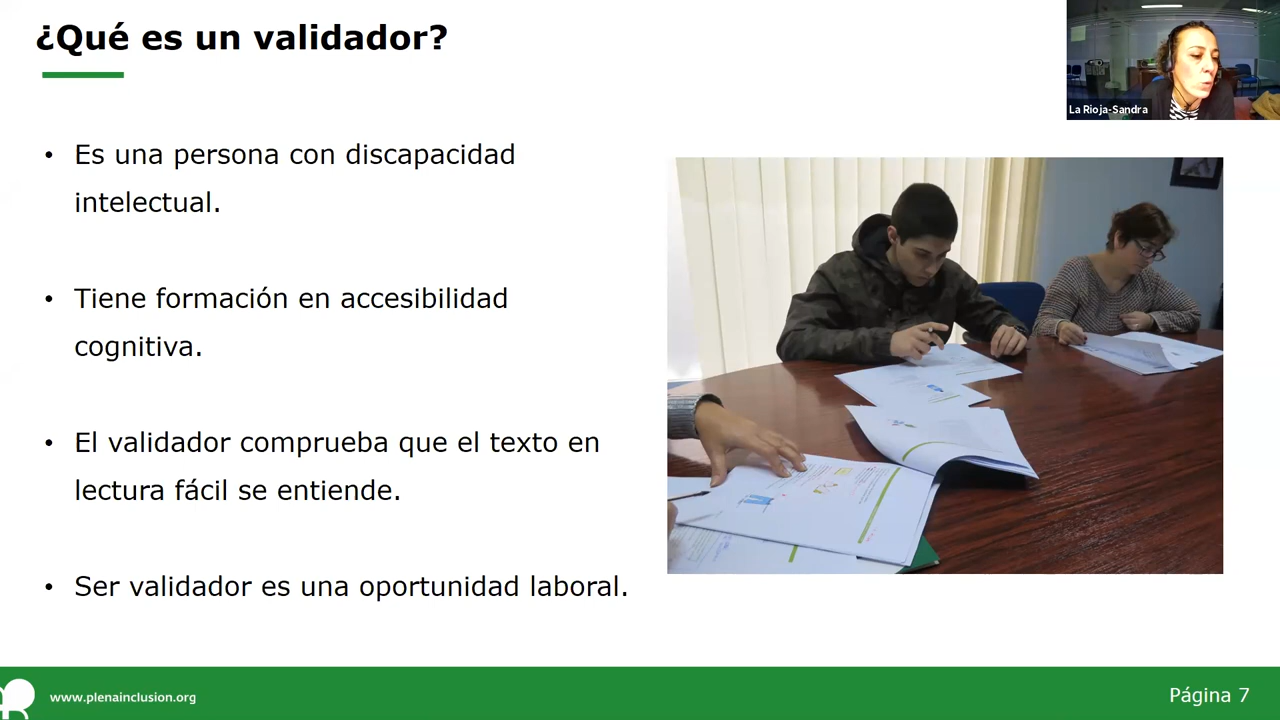 ¿Qué es un validador?
La Rioja-Sandra
• Es una persona con discapacidad
intelectual.
• Tiene formación en accesibilidad
cognitiva.
• El validador comprueba que el texto en
lectura fácil se entiende.
• Ser validador es una oportunidad laboral.
www.plenainclusion.org
Página 7